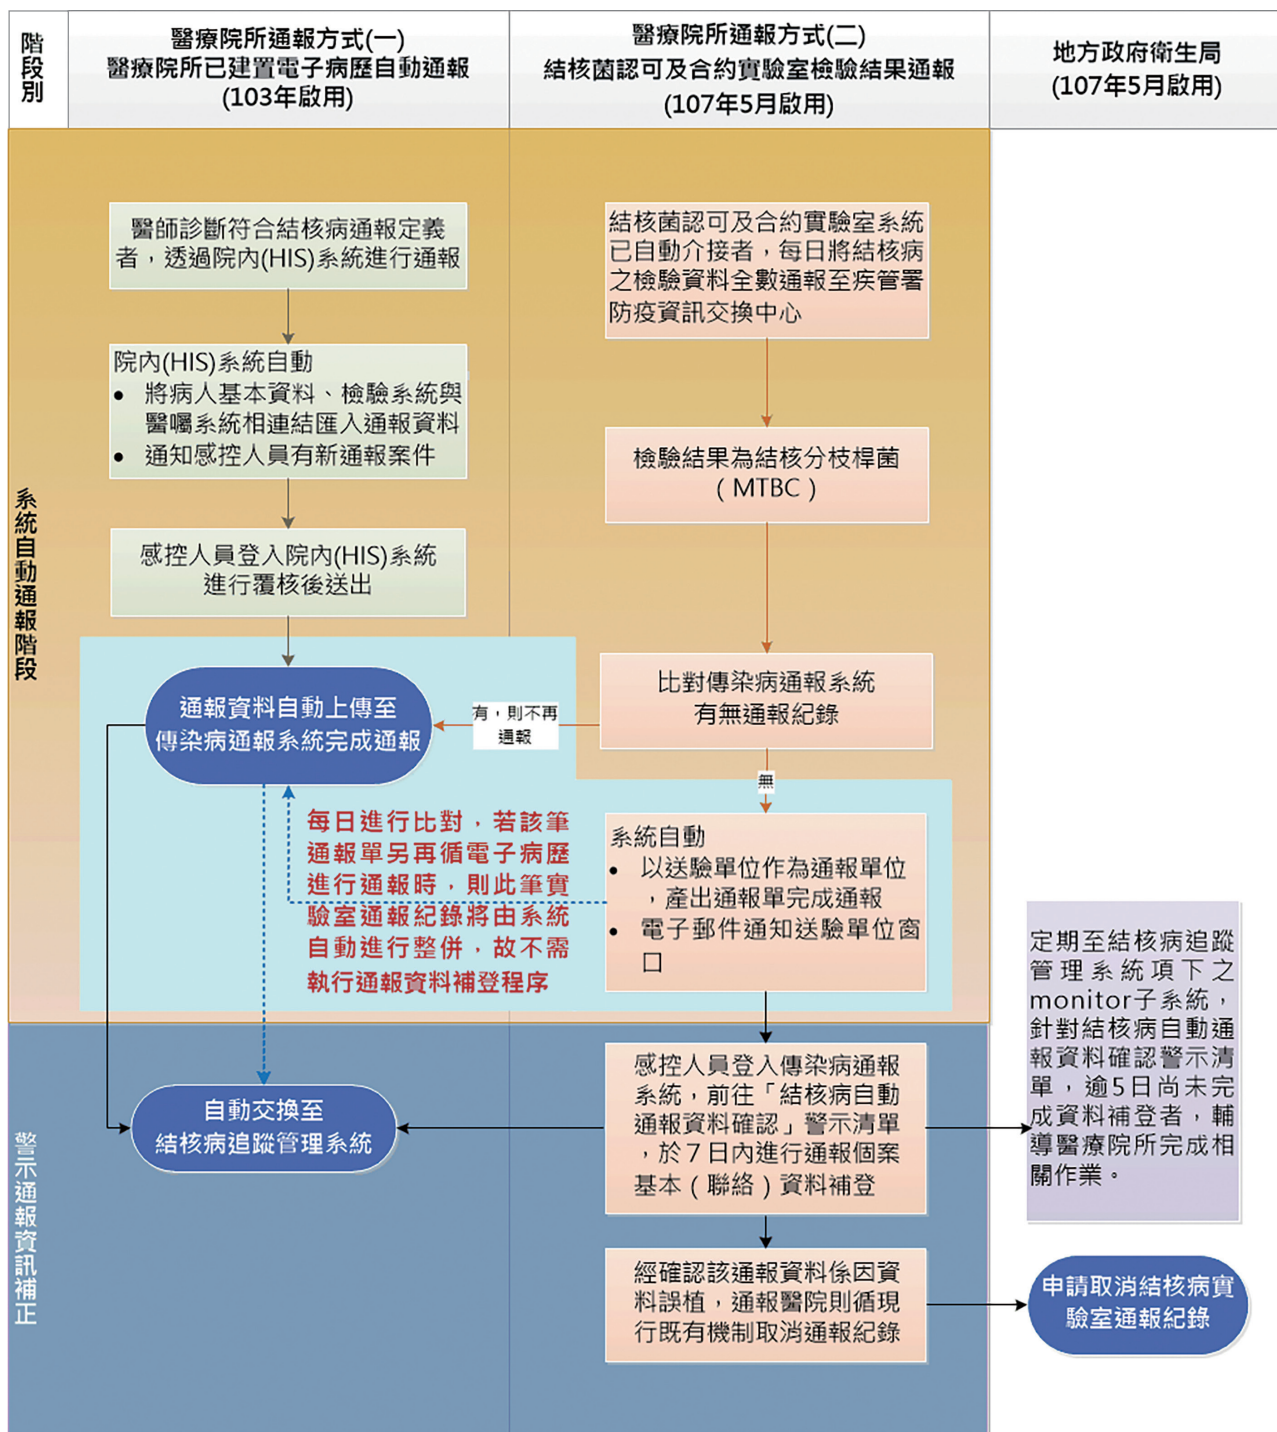 階段別
醫療院所通報方式(一)
醫療院所已建置電子病歷自動通報
(103年啟用)
醫療院所通報方式(二)
結核菌認可及合約實驗室檢驗結果通報
(107年5月啟用)
地方政府衛生局
(107年5月啟用)
系統自動通報階段
醫師診斷符合結核病通報定義
者，透過院內(HIS)系統進行通報
院內(HIS)系統自動
• 將病人基本資料、檢驗系統與
醫囑系統相連結匯入通報資料
• 通知感控人員有新通報案件
感控人員登入院內(HIS)系統
進行覆核後送出
通報資料自動上傳至
傳染病通報系統完成通報
結核菌認可及合約實驗室系統
已自動介接者，每日將結核病
之檢驗資料全數通報至疾管署
防疫資訊交換中心
檢驗結果為結核分枝桿菌
（MTBC）
比對傳染病通報系統
有無通報紀錄
有，則不再
通報
無
系統自動
• 以送驗單位作為通報單位
，產出通報單完成通報
• 電子郵件通知送驗單位窗
口
每日進行比對，若該筆
通報單另再循電子病歷
進行通報時，則此筆實
驗室通報紀錄將由系統
自動進行整併，故不需
執行通報資料補登程序
警示通報資訊補正
自動交換至
結核病追蹤管理系統
感控人員登入傳染病通報
系統，前往「結核病自動
通報資料確認」警示清單
，於７日內進行通報個案
基本（聯絡）資料補登
經確認該通報資料係因資
料誤植，通報醫院則循現
行既有機制取消通報紀錄
定期至結核病追蹤
管理系統項下之
monitor子系統，
針對結核病自動通
報資料確認警示清
單，逾5日尚未完
成資料補登者，輔
導醫療院所完成相
關作業。
申請取消結核病實
驗室通報紀錄